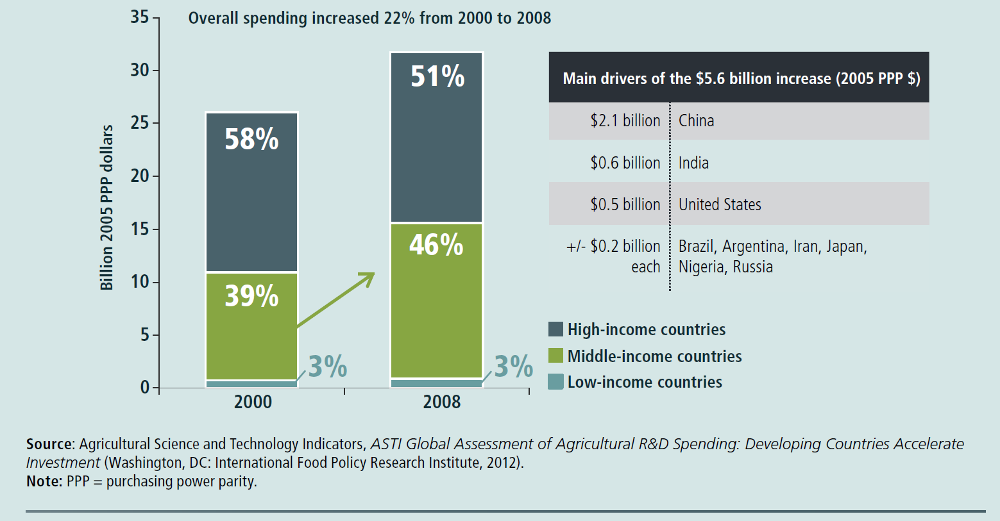 Overall spending increased 22% from 2000 to 2008
Billion 2005 PPP dollars
35
30
25
20
15
10
5
0
58%
39%
3%
51%
46%
3%
2000
2008
Main drivers of the $5.6 billion increase (2005 PPP $)
$2.1 billion China
$0.6 billion India
$0.5 billion United States
+/- $0.2 billion Brazil, Argentina, Iran, Japan,
each Nigeria, Russia
High-income countries
Middle-income countries
Low-income countries
Source: Agricultural Science and Technology Indicators, ASTI Global Assessment of Agricultural R&D Spending: Developing Countries Accelerate
Investment (Washington, DC: International Food Policy Research Institute, 2012).
Note: PPP = purchasing power parity.